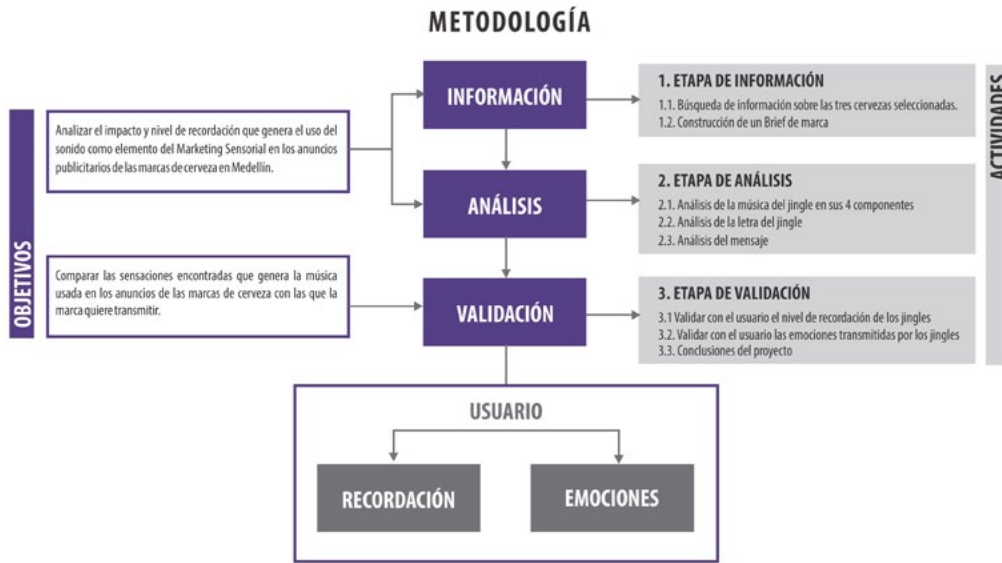 METODOLOGÍA
OBJETIVOS
Analizar el impacto y nivel de recordación que genera el uso del
sonido como elemento del Marketing Sensorial en los anuncios
publicitarios de las marcas de cerveza en Medellín.
Comparar las sensaciones encontradas que genera la música
usada en los anuncios de las marcas de cerveza con las que la
marca quiere transmitir.
INFORMACIÓN
ANÁLISIS
VALIDACIÓN
1. ETAPA DE INFORMACIÓN
1.1. Búsqueda de información sobre las tres cervezas seleccionadas.
1.2. Construcción de un Brief de marca
2. ETAPA DE ANÁLISIS
2.1. Análisis de la música del jingle en sus 4 componentes
2.2. Análisis de la letra del jingle
2.3. Análisis del mensaje
3. ETAPA DE VALIDACIÓN
3.1 Validar con el usuario el nivel de recordación de los jingles
3.2. Validar con el usuario las emociones transmitidas por los jingles
3.3. Conclusiones del proyecto
ACTIVIDADES
USUARIO
RECORDACIÓN
EMOCIONES